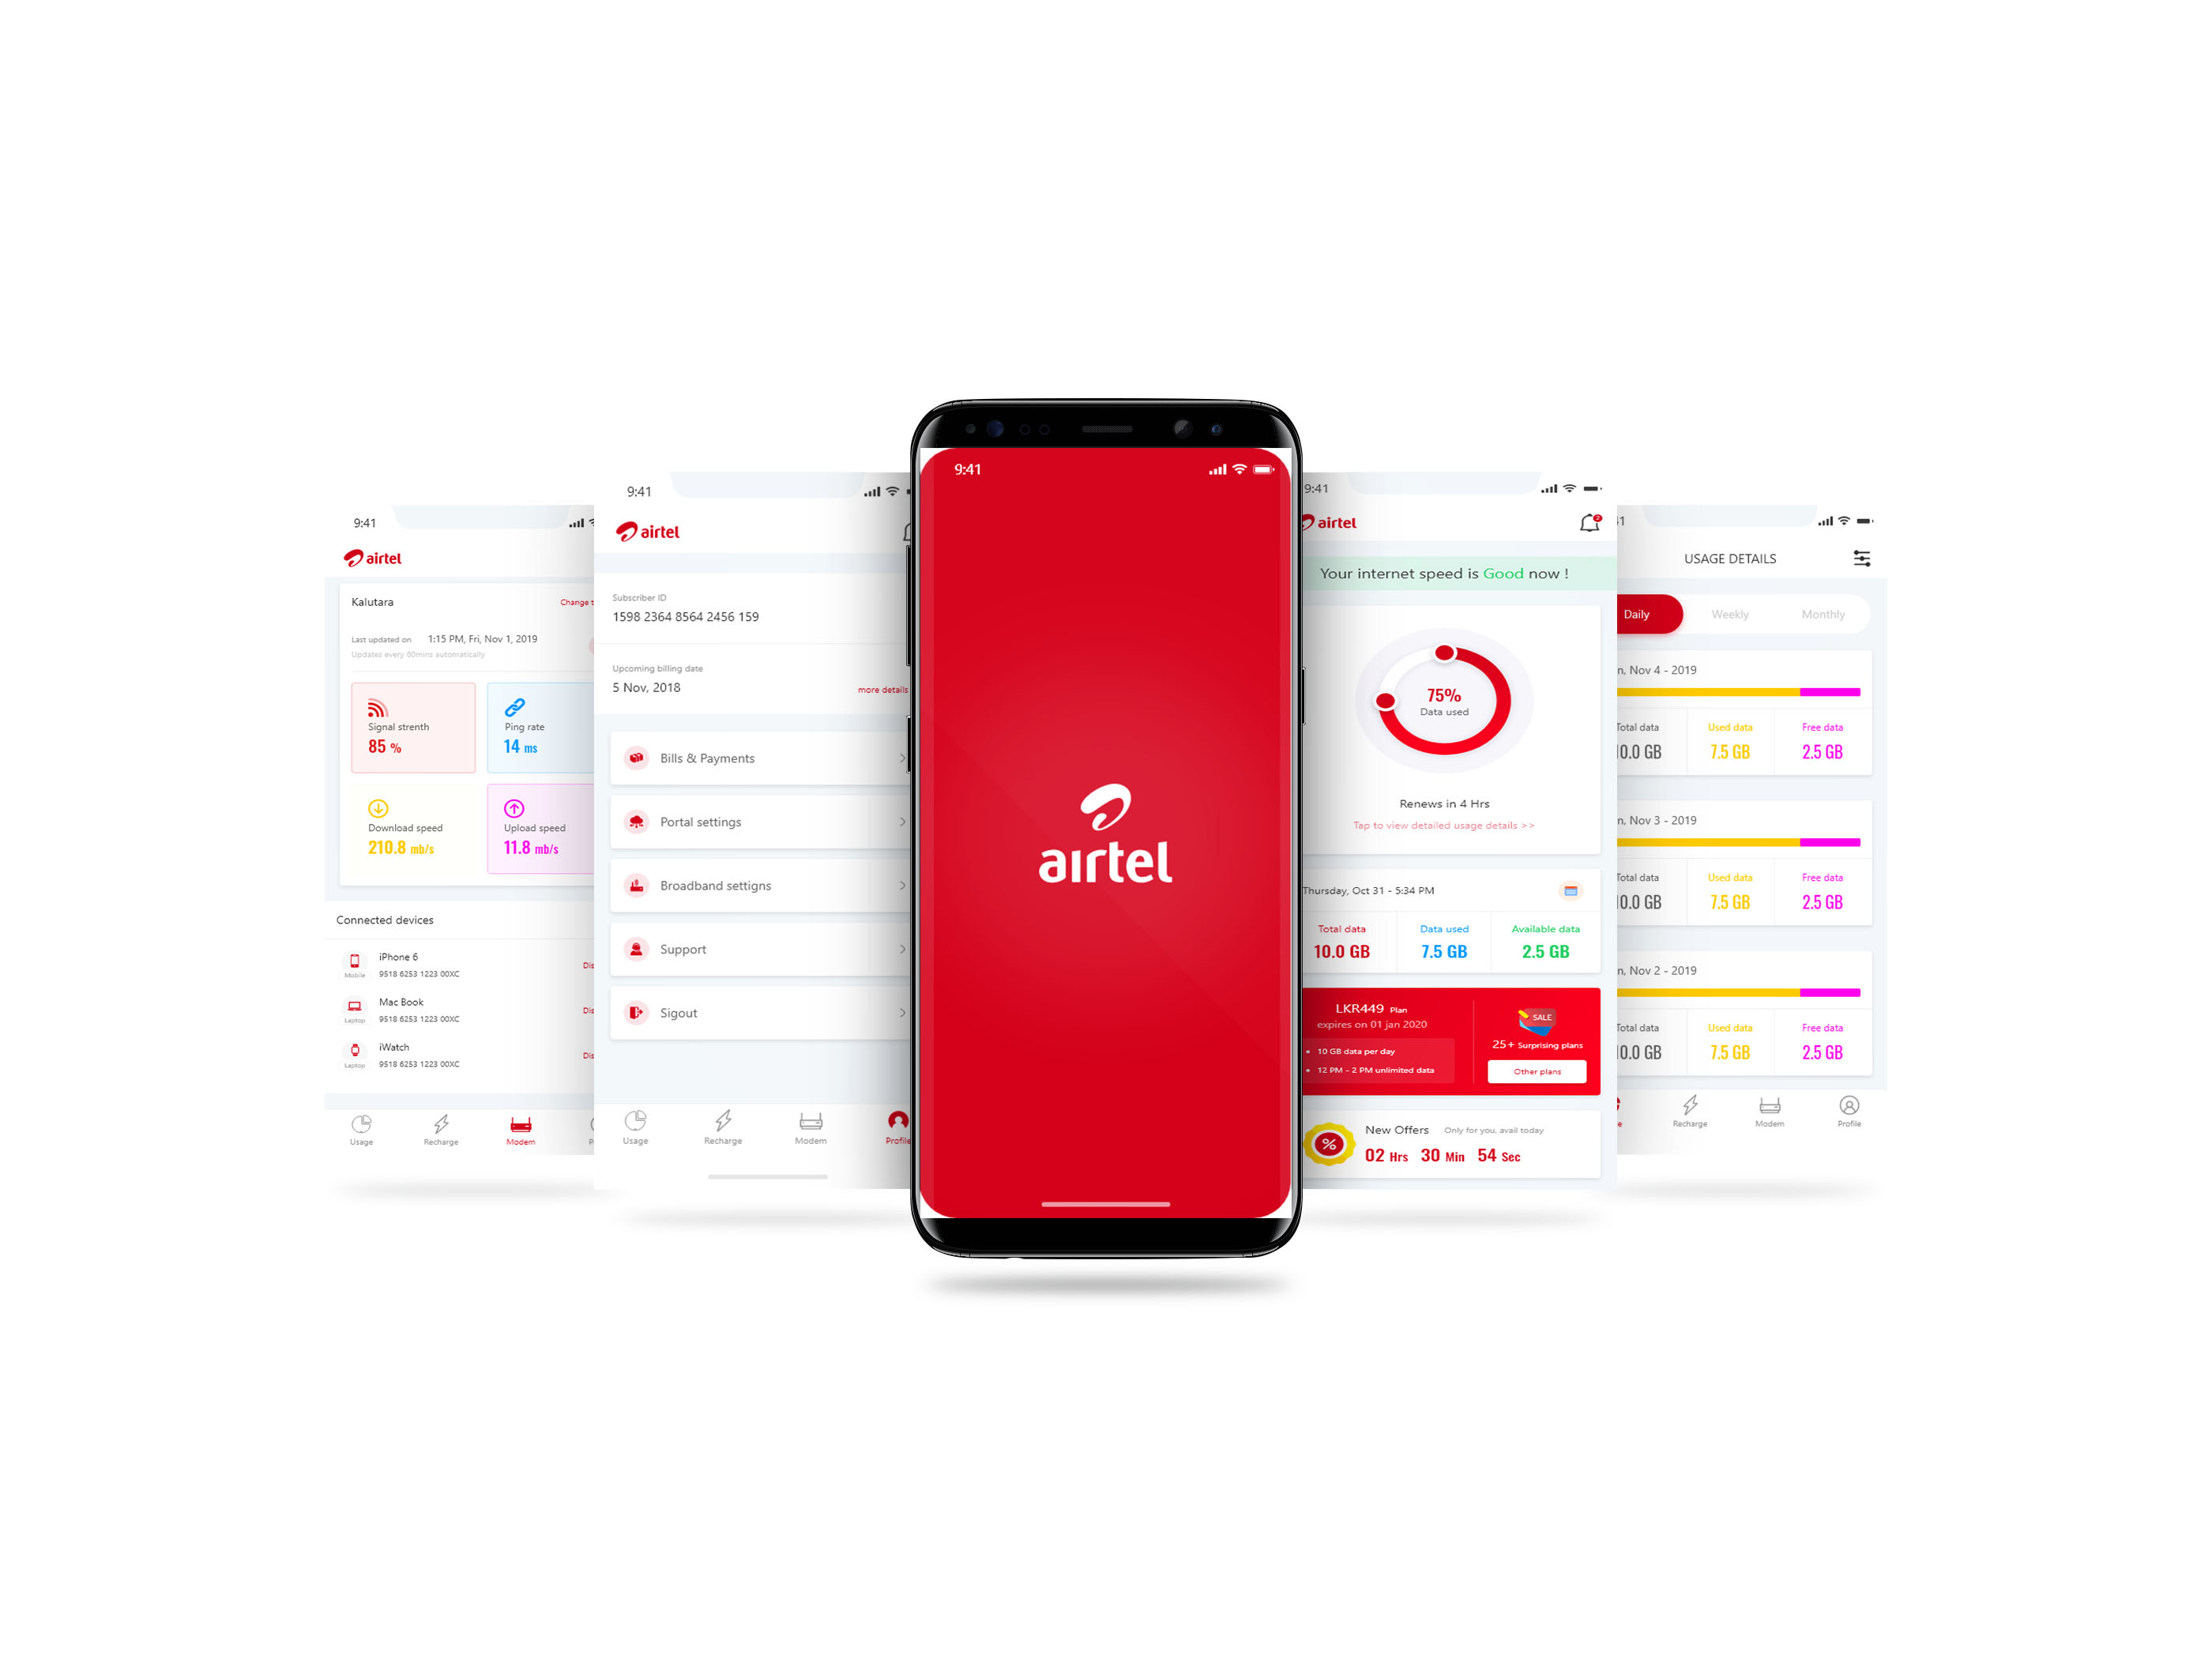 9:41
airtel
Kalutara
Change t
Last updated on 1:15 PM, Fri, Nov 1, 2019
Updates every 60mins automatically
Signal strenth
85 %
Ping rate
14 ms
Download speed
210.8 mb/s
Upload speed
11.8 mb/s
Connected devices
iPhone 6
9518 6253 1223 00XC
Mobile
Dis
Mac Book
9518 6253 1223 00XC
Laptop
Dis
iWatch
9518 6253 1223 00XC
Laptop
Dis
Usage
Recharge
Modem
P
9:41
airtel
Subscriber ID
1598 2364 8564 2456 159
Upcoming billing date
5 Nov, 2018
more details
Bills & Payments
Portal settings
Broadband settigns
Support
Sigout
Usage
Recharge
Modem
Profile
9:41
airtel
9:41
airtel
2
Your internet speed is Good now !
75%
Data used
Renews in 4 Hrs
Tap to view detailed usage details >>
Thursday, Oct 31 - 5:34 PM
Total data
10.0 GB
Data used
7.5 GB
Available data
2.5 GB
LKR449 Plan
expires on 01 jan 2020
• 10 GB data per day
• 12 PM - 2 PM unlimited data
SALE
25+ Surprising plans
Other plans
%
New Offers Only for you, avail today
02 Hrs 30 Min 54 Sec
41
USAGE DETAILS
Daily
Weekly
Monthly
n, Nov 4 - 2019
Total data
10.0 GB
Used data
7.5 GB
Free data
2.5 GB
n, Nov 3 - 2019
Total data
10.0 GB
Used data
7.5 GB
Free data
2.5 GB
n, Nov 2 - 2019
Total data
10.0 GB
Used data
7.5 GB
Free data
2.5 GB
e
Recharge
Modem
Profile